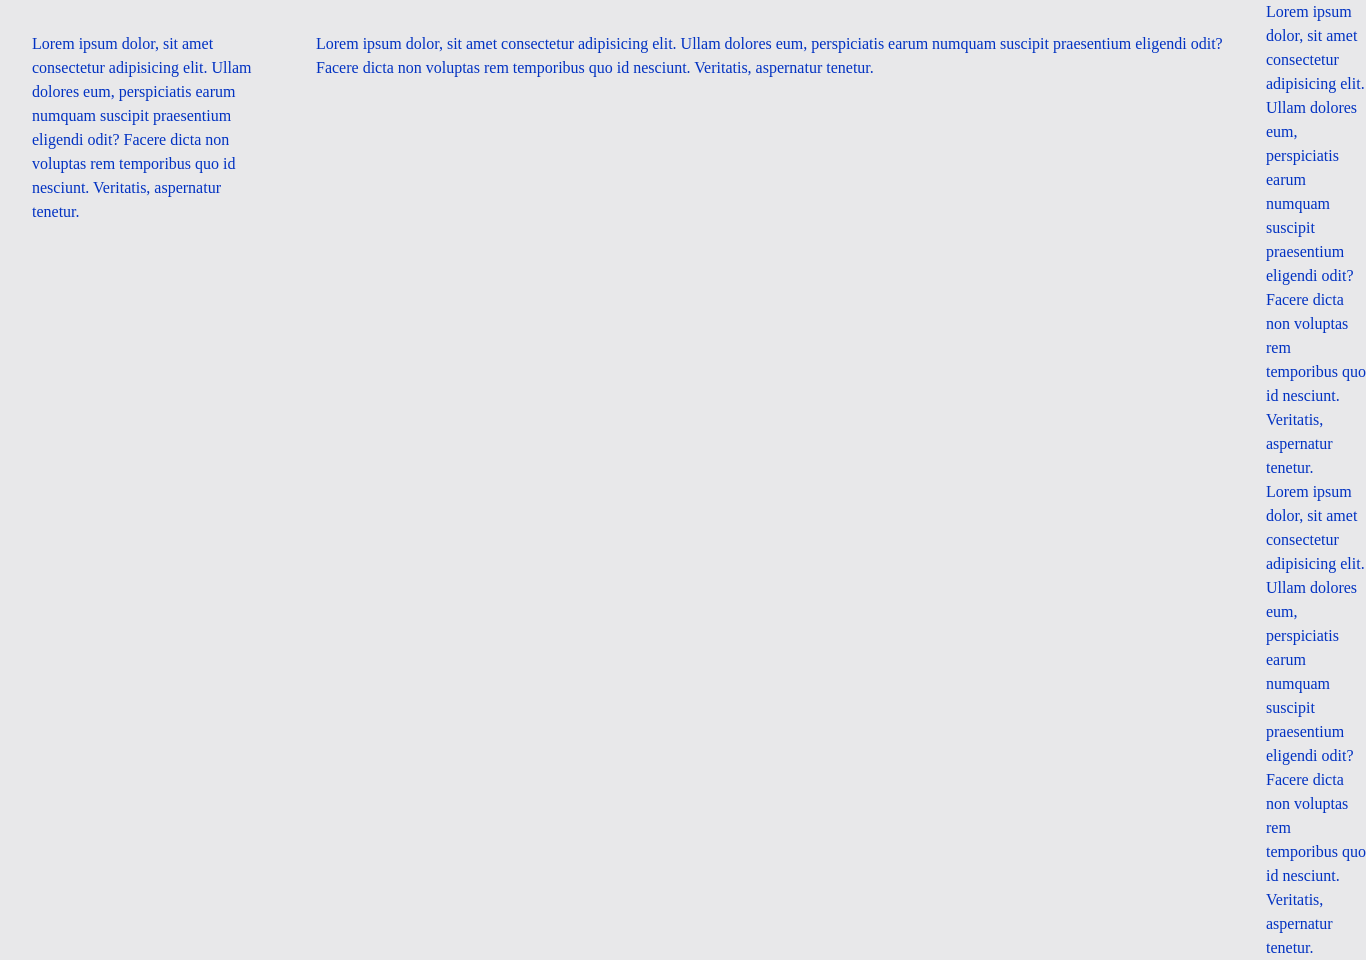 Lorem ipsum dolor, sit amet
consectetur adipisicing elit. Ullam
dolores eum, perspiciatis earum
numquam suscipit praesentium
eligendi odit? Facere dicta non
voluptas rem temporibus quo id
nesciunt. Veritatis, aspernatur
tenetur.
Lorem ipsum dolor, sit amet consectetur adipisicing elit. Ullam dolores eum, perspiciatis earum numquam suscipit praesentium eligendi odit?
Facere dicta non voluptas rem temporibus quo id nesciunt. Veritatis, aspernatur tenetur.
Lorem ipsum
dolor, sit amet
consectetur
adipisicing elit.
Ullam dolores
eum,
perspiciatis
earum
numquam
suscipit
praesentium
eligendi odit?
Facere dicta
non voluptas
rem
temporibus quo
id nesciunt.
Veritatis,
aspernatur
tenetur.
Lorem ipsum
dolor, sit amet
consectetur
adipisicing elit.
Ullam dolores
eum,
perspiciatis
earum
numquam
suscipit
praesentium
eligendi odit?
Facere dicta
non voluptas
rem
temporibus quo
id nesciunt.
Veritatis,
aspernatur
tenetur.